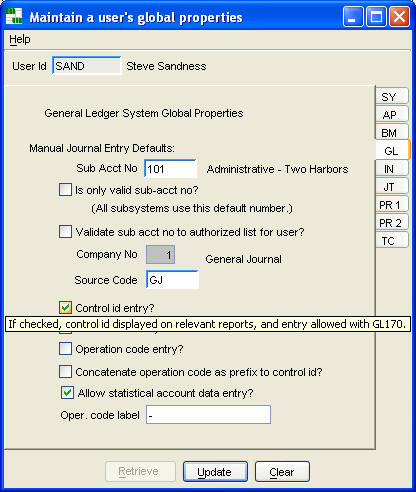 Maintain a user's global properties
Help
User Id SAND Steve Sandness
SY
AP
BM
GL
IN
JT
PR 1
PR 2
TC
General Ledger System Global Properties
Manual Journal Entry Defaults:
Sub Acct No 101 Administrative - Two Harbors
Is only valid sub-acct no?
(All subsystems use this default number.)
Validate sub acct no to authorized list for user?
Company No 1 General Journal
Source Code GJ
Control id entry?
If checked, control id displayed on relevant reports, and entry allowed with GL170.
Operation code entry?
Concatenate operation code as prefix to control id?
Allow statistical account data entry?
Oper. code label -
Retrieve Update Clear